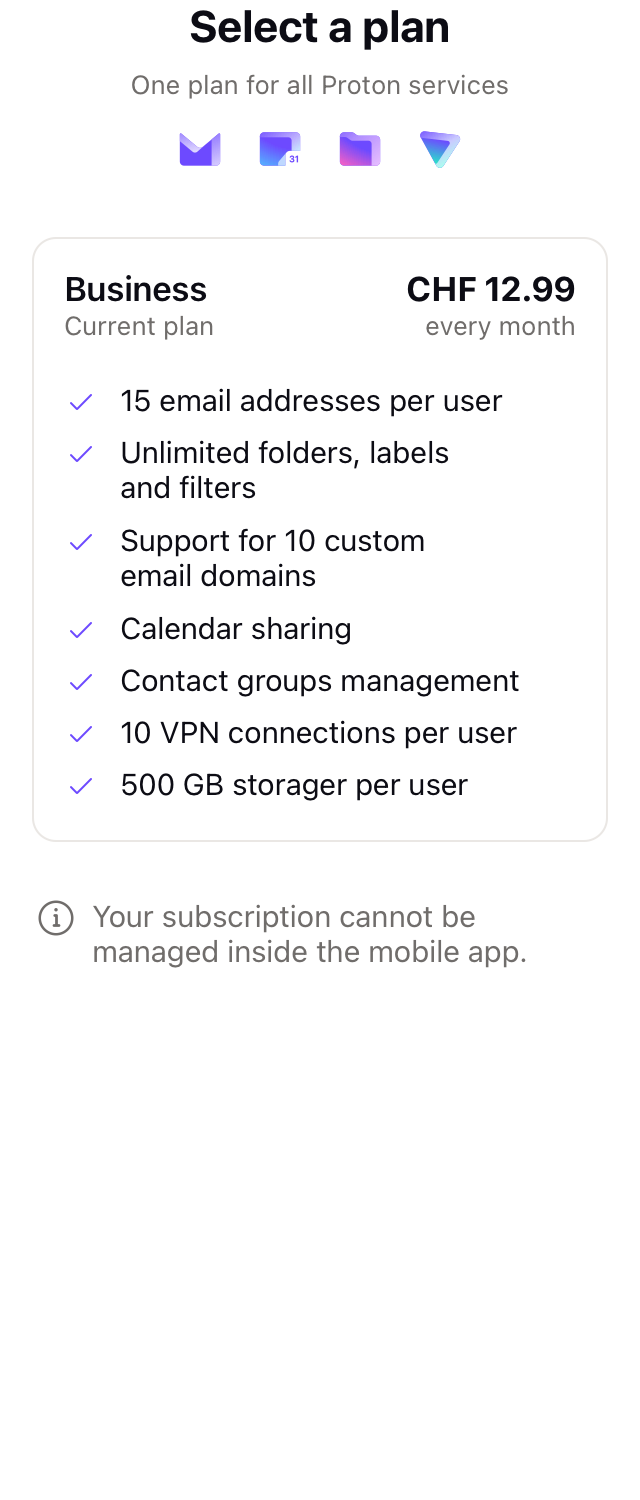 Select a plan
One plan for all Proton services
31
Business
CHF 12.99
Current plan
every month
15 email addresses per user
Unlimited folders, labels
and filters
Support for 10 custom
email domains
Calendar sharing
Contact groups management
10 VPN connections per user
500 GB storager per user
Your subscription cannot be
managed inside the mobile app.